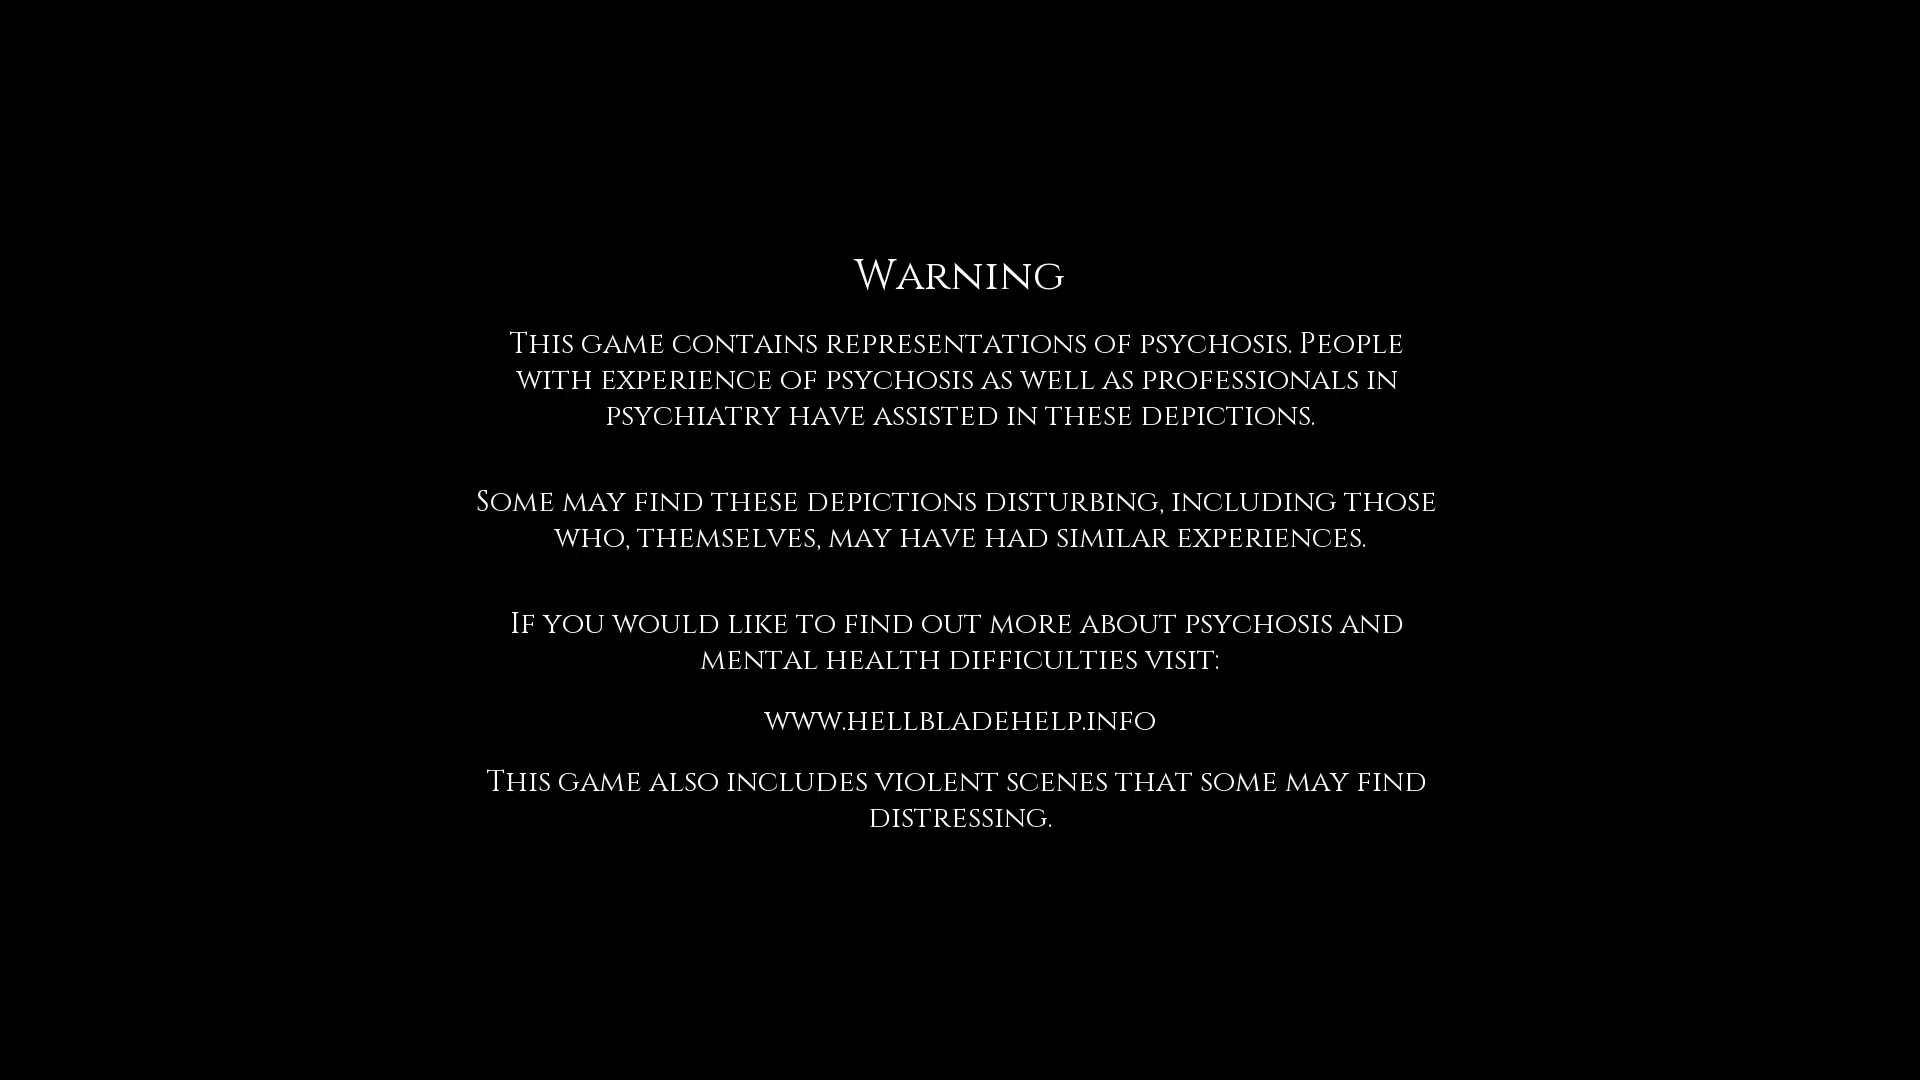 Warning
This game contains representations of psychosis. People
with experience of psychosis as well as professionals in
psychiatry have assisted in these depictions.
Some may find these depictions disturbing, including those
who, themselves, may have had similar experiences.
If you would like to find out more about psychosis and
mental health difficulties visit:
www.hellbladehelp.info
This game also includes violent scenes that some may find
distressing.